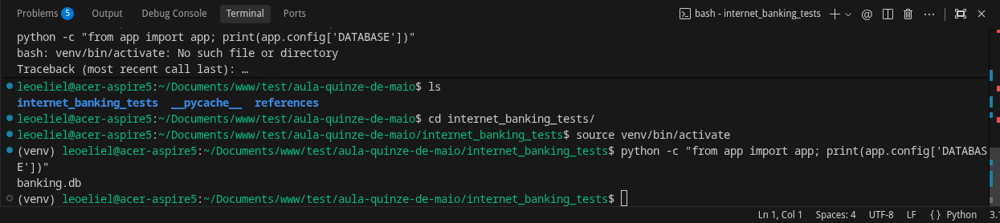 Problems 5 Output Debug Console Terminal Ports bash - internet_banking_tests
python -c "from app import app; print(app.config['DATABASE'])"
bash: venv/bin/activate: No such file or directory
Traceback (most recent call last): …
leoeliel@acer-aspire5:~/Documents/www/test/aula-quinze-de-maio$ ls
internet_banking_tests __pycache__ references
leoeliel@acer-aspire5:~/Documents/www/test/aula-quinze-de-maio$ cd internet_banking_tests/
leoeliel@acer-aspire5:~/Documents/www/test/aula-quinze-de-maio/internet_banking_tests$ source venv/bin/activate
(venv) leoeliel@acer-aspire5:~/Documents/www/test/aula-quinze-de-maio/internet_banking_tests$ python -c "from app import app; print(app.config['DATABAS
E'])"
banking.db
(venv) leoeliel@acer-aspire5:~/Documents/www/test/aula-quinze-de-maio/internet_banking_tests$
Ln 1, Col 1 Spaces: 4 UTF-8 LF {} Python